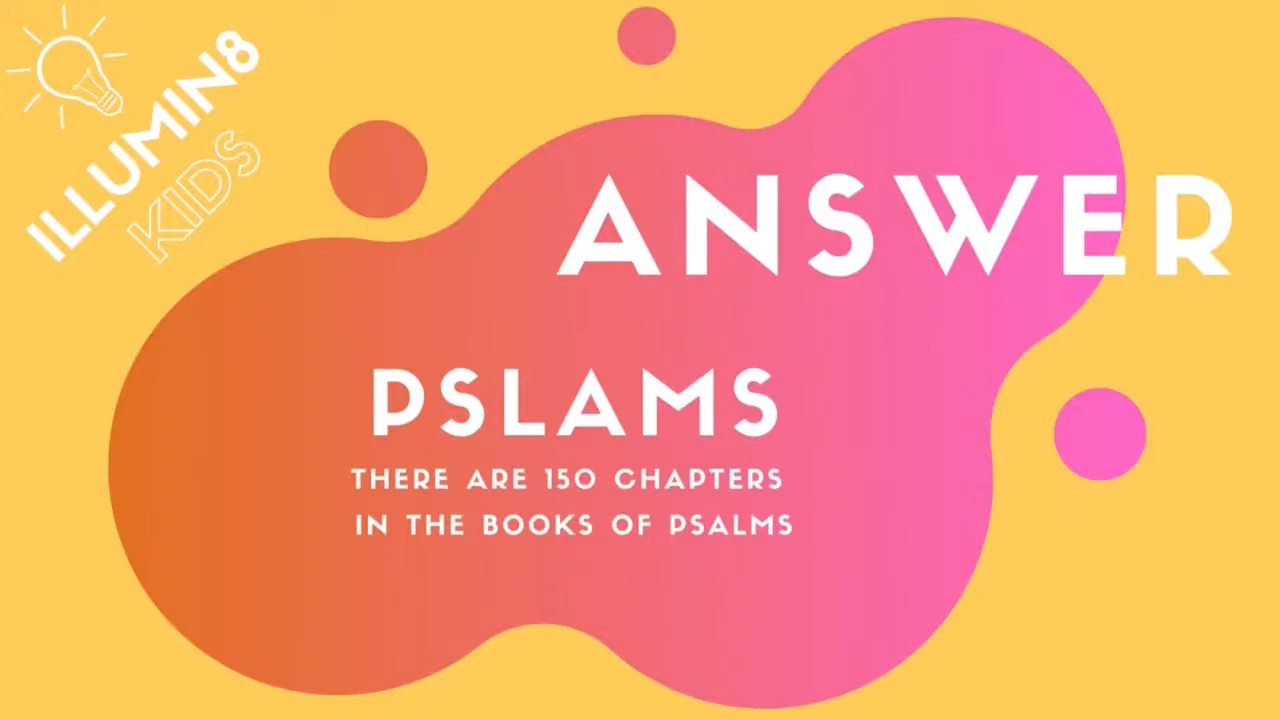 ILLUMIN8
KIDS
ANSWER
PSLAMS
THERE ARE 150 CHAPTERS
IN THE BOOKS OF PSALMS